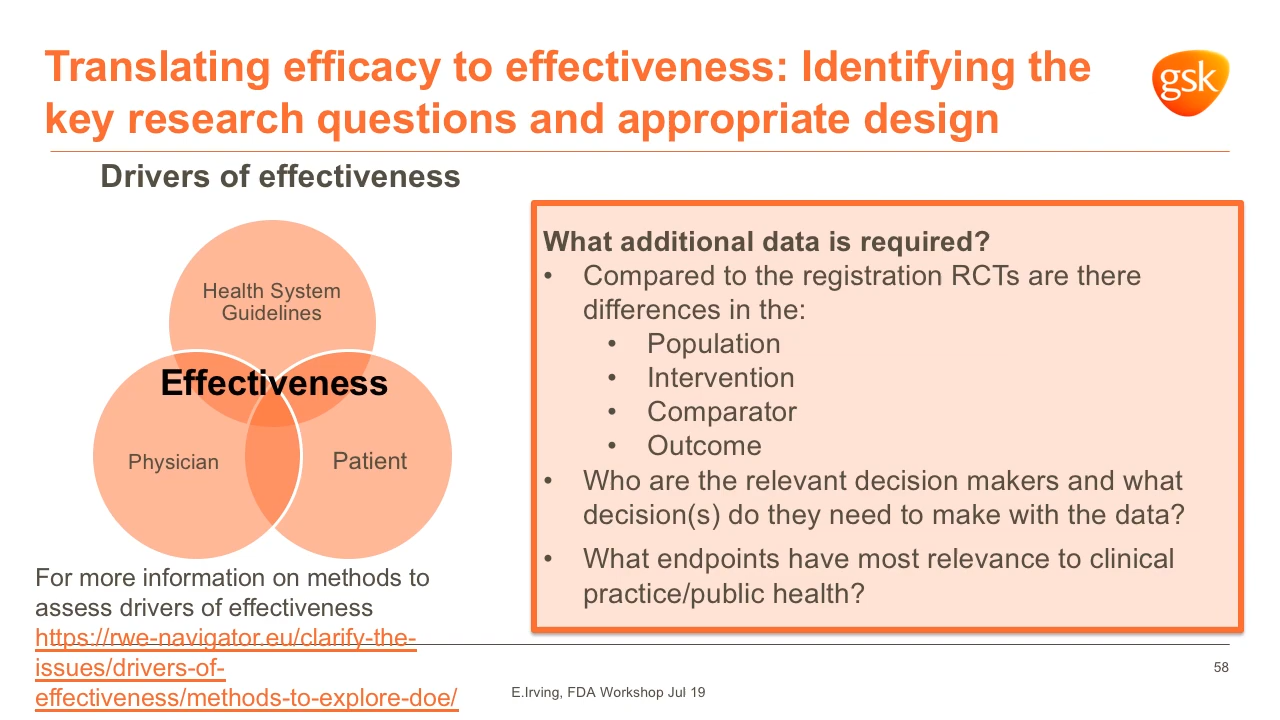 Translating efficacy to effectiveness: Identifying the
key research questions and appropriate design
gsk
Drivers of effectiveness
Health System
Guidelines
Effectiveness
Physician
Patient
For more information on methods to
assess drivers of effectiveness
https://rwe-navigator.eu/clarify-the-
issues/drivers-of-
effectiveness/methods-to-explore-doe/
What additional data is required?
• Compared to the registration RCTs are there
differences in the:
• Population
• Intervention
• Comparator
• Outcome
• Who are the relevant decision makers and what
decision(s) do they need to make with the data?
• What endpoints have most relevance to clinical
practice/public health?
58
E.Irving, FDA Workshop Jul 19